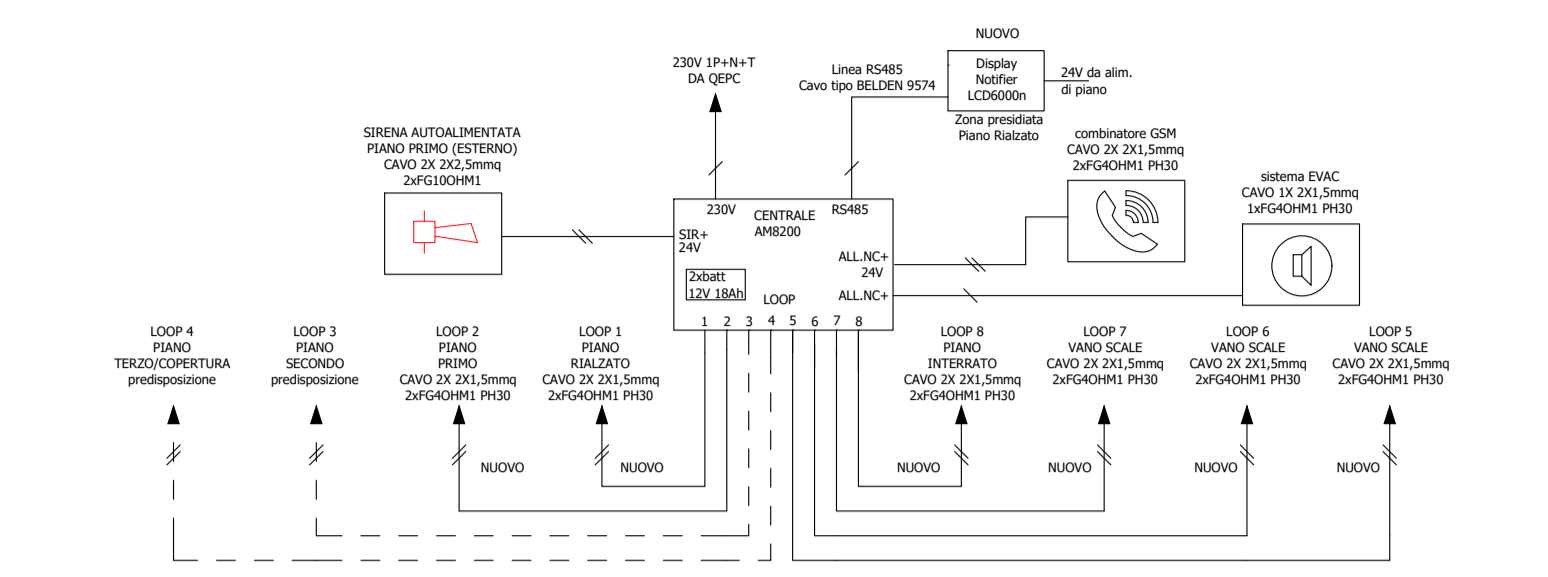 NUOVO
230V 1P+N+T
DA QEPC
Linea RS485
Cavo tipo BELDEN 9574
Display
Notifier
LCD6000n
24V da alim.
di piano
Zona presidiata
Piano Rialzato
SIRENA AUTOALIMENTATA
PIANO PRIMO (ESTERNO)
CAVO 2X 2X2,5mmq
2xFG10OHM1
combinatore GSM
CAVO 2X 2X1,5mmq
2xFG4OHM1 PH30
sistema EVAC
CAVO 1X 2X1,5mmq
1xFG4OHM1 PH30
230V
CENTRALE
AM8200
RS485
SIR+
24V
ALL.NC+
24V
2xbatt
12V 18Ah
ALL.NC+
LOOP
1 2 3 4 5 6 7 8
LOOP 4
PIANO
TERZO/COPERTURA
predisposizione
LOOP 3
PIANO
SECONDO
predisposizione
LOOP 2
PIANO
PRIMO
CAVO 2X 2X1,5mmq
2xFG4OHM1 PH30
LOOP 1
PIANO
RIALZATO
CAVO 2X 2X1,5mmq
2xFG4OHM1 PH30
LOOP 8
PIANO
INTERRATO
CAVO 2X 2X1,5mmq
2xFG4OHM1 PH30
LOOP 7
VANO SCALE
CAVO 2X 2X1,5mmq
2xFG4OHM1 PH30
LOOP 6
VANO SCALE
CAVO 2X 2X1,5mmq
2xFG4OHM1 PH30
LOOP 5
VANO SCALE
CAVO 2X 2X1,5mmq
2xFG4OHM1 PH30
NUOVO
NUOVO
NUOVO
NUOVO
NUOVO
NUOVO